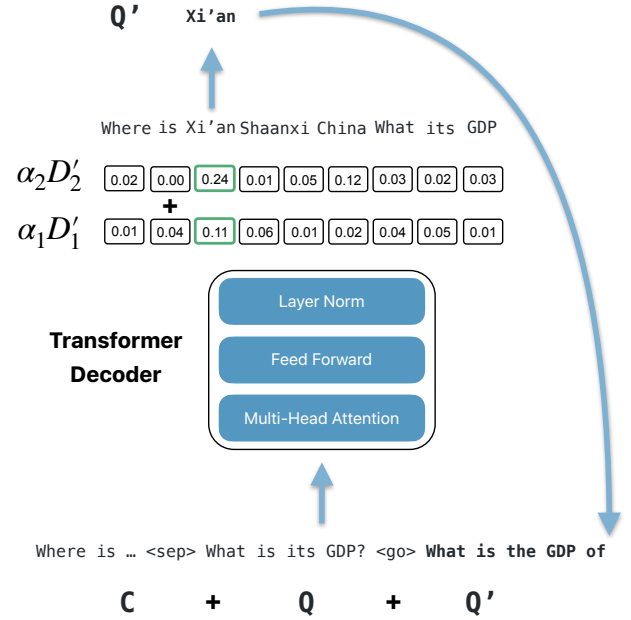 Q’ Xi’an
Where is Xi’an Shaanxi China What its GDP
α₂D′₂ 0.02 0.00 0.24 0.01 0.05 0.12 0.03 0.02 0.03
+
α₁D′₁ 0.01 0.04 0.11 0.06 0.01 0.02 0.04 0.05 0.01
Layer Norm
Transformer
Decoder
Feed Forward
Multi-Head Attention
Where is … <sep> What is its GDP? <go> What is the GDP of
C + Q + Q’